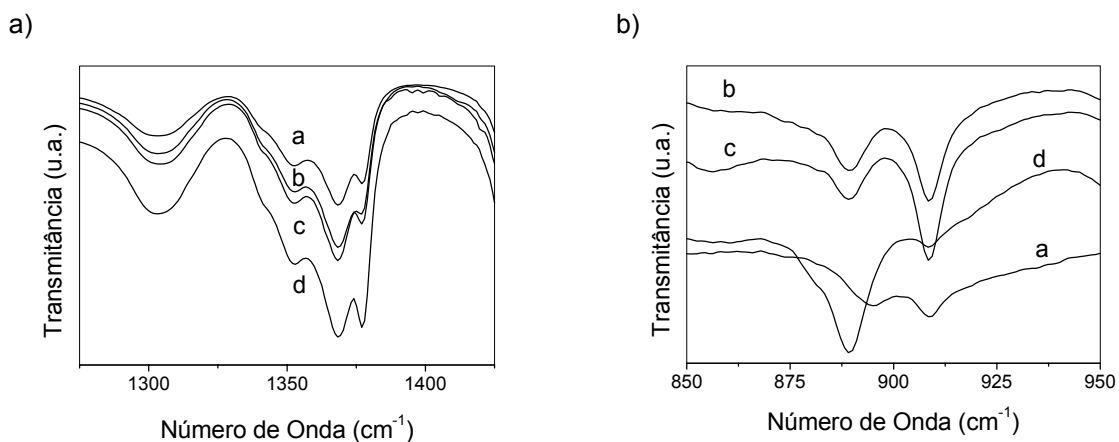 a)
Transmitância (u.a.)
a
b
c
d
1300
1350
1400
Número de Onda (cm⁻¹)
b)
Transmitância (u.a.)
b
c
d
a
850
875
900
925
950
Número de Onda (cm⁻¹)